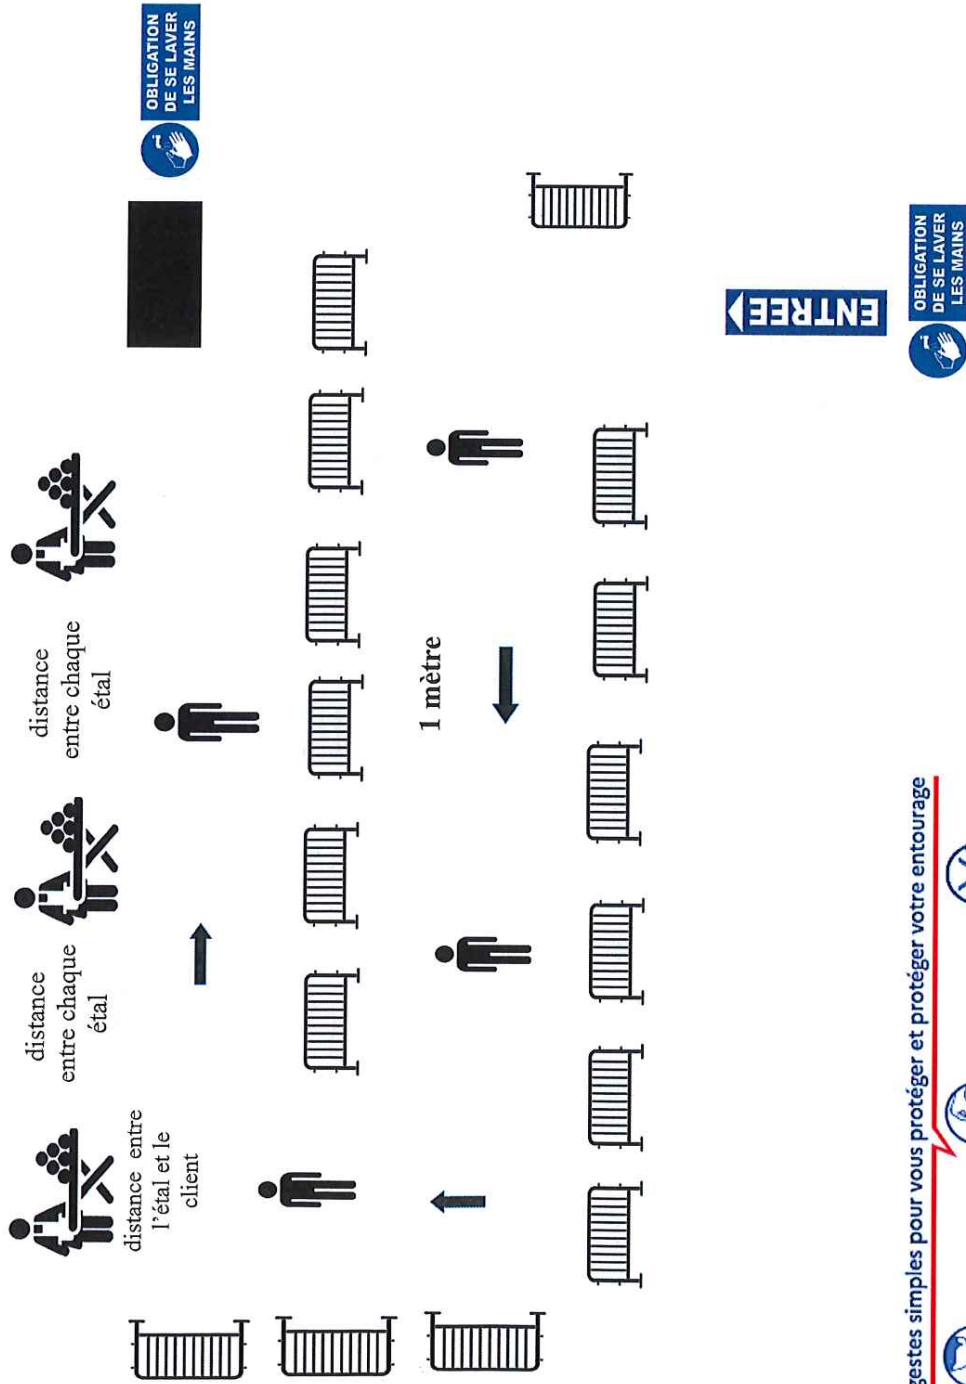 distance
entre chaque
étal
distance
entre chaque
étal
distance entre
l'étal et le
client
OBLIGATION
DE SE LAVER
LES MAINS
1 mètre
ENTREE
gestes simples pour vous protéger et protéger votre entourage
OBLIGATION
DE SE LAVER
LES MAINS